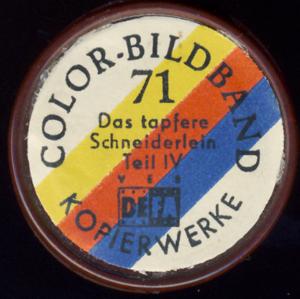 COLOR-BILDBAND
71
Das tapfere
Schneiderlein
Teil IV
VEB
DEFA
KOPIERWERKE